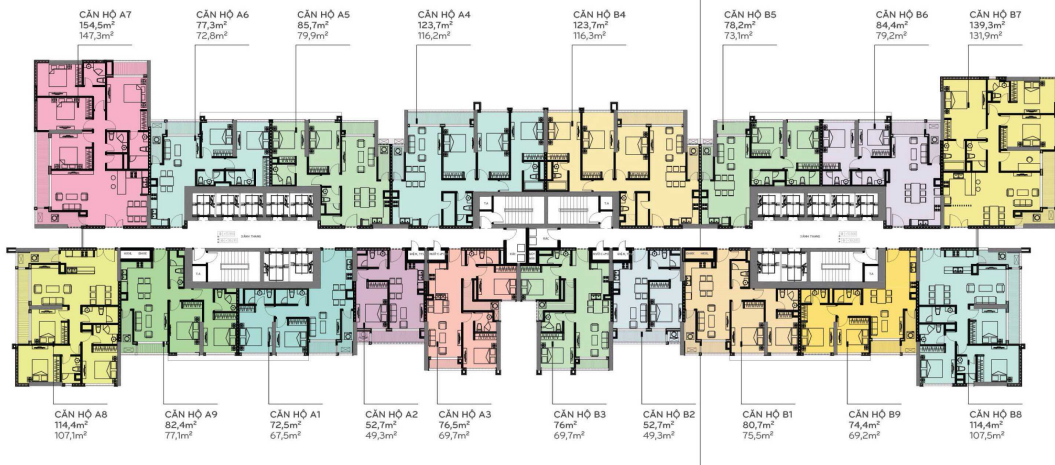 CĂN HỘ A7
154,5m²
147,3m²
CĂN HỘ A6
77,3m²
72,8m²
CĂN HỘ A5
85,7m²
79,9m²
CĂN HỘ A4
123,7m²
116,2m²
CĂN HỘ B4
123,7m²
116,3m²
CĂN HỘ B5
78,2m²
73,1m²
CĂN HỘ B6
84,4m²
79,2m²
CĂN HỘ B7
139,3m²
131,9m²
CĂN HỘ A8
114,4m²
107,1m²
CĂN HỘ A9
82,4m²
77,1m²
CĂN HỘ A1
72,5m²
67,5m²
CĂN HỘ A2
52,7m²
49,3m²
CĂN HỘ A3
76,5m²
69,7m²
CĂN HỘ B3
76m²
69,7m²
CĂN HỘ B2
52,7m²
49,3m²
CĂN HỘ B1
80,7m²
75,5m²
CĂN HỘ B9
74,4m²
69,2m²
CĂN HỘ B8
114,4m²
107,5m²